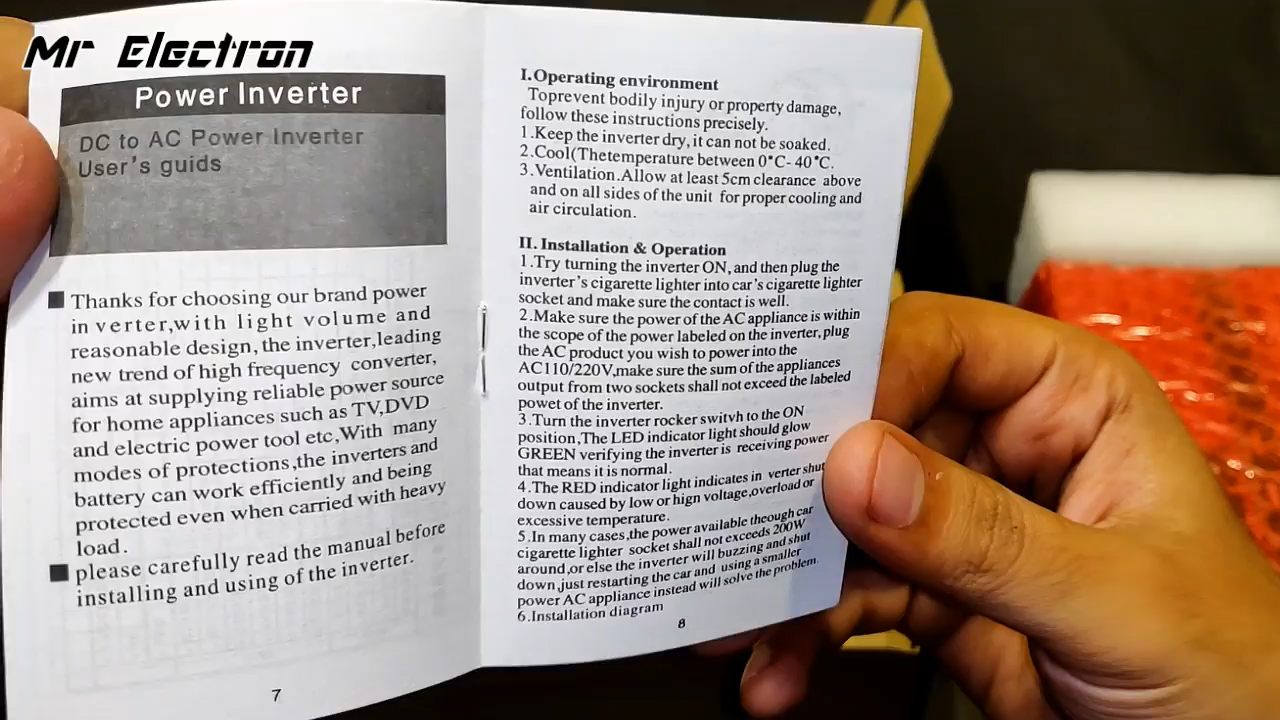 Mr Electron
Power Inverter
DC to AC Power Inverter
User's guids
Thanks for choosing our brand power
in verter,with light volume and
reasonable design, the inverter,leading
new trend of high frequency converter,
aims at supplying reliable power source
for home appliances such as TV,DVD
and electric power tool etc,With many
modes of protections,the inverters and
battery can work efficiently and being
protected even when carried with heavy
load.
please carefully read the manual before
installing and using of the inverter.
7
I.Operating environment
Toprevent bodily injury or property damage,
follow these instructions precisely.
1.Keep the inverter dry,it can not be soaked.
2.Cool(Thetemperature between 0°C-40°C.
3.Ventilation.Allow at least 5cm clearance above
and on all sides of the unit for proper cooling and
air circulation.
II. Installation & Operation
1.Try turning the inverter ON, and then plug the
inverter's cigarette lighter into car's cigarette lighter
socket and make sure the contact is well.
2.Make sure the power of the AC appliance is within
the scope of the power labeled on the inverter, plug
the AC product you wish to power into the
AC110/220V,make sure the sum of the appliances
output from two sockets shall not exceed the labeled
powet of the inverter.
3.Turn the inverter rocker switvh to the ON
position,The LED indicator light should glow
GREEN verifying the inverter is receiving power
that means it is normal.
4.The RED indicator light indicates in verter shut
down caused by low or hign voltage,overload or
excessive temperature.
5.In many cases,the power available theough car
cigarette lighter socket shall not exceeds 200W
around,or else the inverter will buzzing and shut
down,just restarting the car and using a smaller
power AC appliance instead will solve the problem.
6.Installation diagram
8